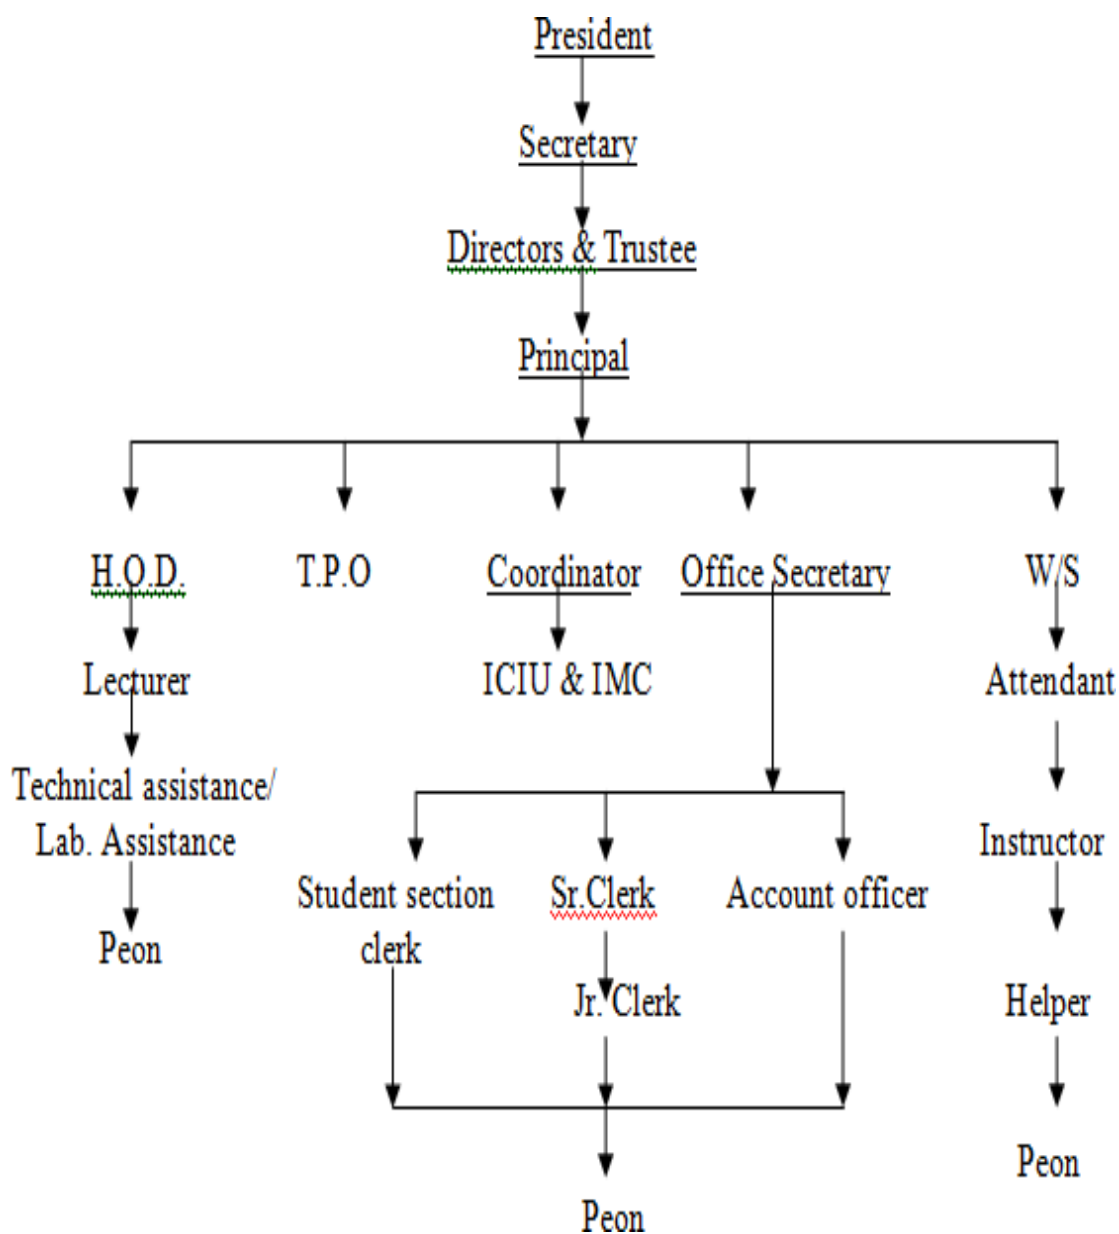 President
Secretary
Directors & Trustee
Principal
H.O.D.
T.P.O
Coordinator
Office Secretary
W/S
Lecturer
ICIU & IMC
Attendant
Technical assistance/
Lab. Assistance
Instructor
Student section
clerk
Sr.Clerk
Account officer
Peon
Jr. Clerk
Helper
Peon
Peon